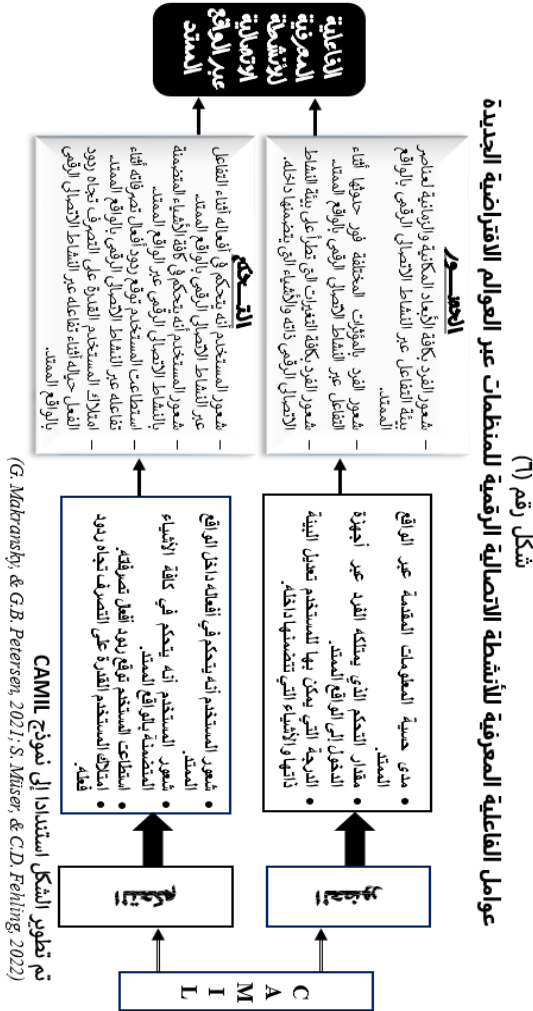 شكل رقم (٦)
عوامل الفاعلية المعرفية للأنشطة الاتصالية الرقمية للمنظمات عبر العوالم الافتراضية الجديدة
C A M I L
الحضور
التحكم
• مدى حسية المعلومات المقدمة عبر الواقع
الممتد.
• مقدار التحكم الذي يمتلكه الفرد عبر أجهزة
الدخول إلى الواقع الممتد.
• الدرجة التي يمكن بها للمستخدم تعديل البيئة
ذاتها والأشياء التي تتضمنها داخله.
• شعور المستخدم أنه يتحكم في أفعاله داخل الواقع
الممتد.
• شعور المستخدم أنه يتحكم في كافة الأشياء
المتضمنة بالواقع الممتد.
• استطاعت المستخدم توقع ردود أفعل تصرفاته.
• امتلاك المستخدم القدرة على التصرف تجاه ردود
فعله.
الحضـــور
– شعور الفرد بكافة الأبعاد المكانية والزمانية لعناصر
بيئة التفاعل عبر النشاط الاتصالي الرقمي بالواقع
الممتد.
– شعور الفرد بالمؤثرات المختلفة فور حدوثها أثناء
التفاعل عبر النشاط الاتصالي الرقمي بالواقع الممتد.
– شعور الفرد بكافة التغيرات التي تطرأ على بيئة النشاط
الاتصالي الرقمي ذاته والأشياء التي يتضمنها داخله.
التـــحكم
– شعور المستخدم أنه يتحكم في أفعاله أثناء التفاعل
عبر النشاط الاتصالي الرقمي بالواقع الممتد.
– شعور المستخدم أنه يتحكم في كافة الأشياء المتضمنة
بالنشاط الاتصالي الرقمي عبر الواقع الممتد.
– استطاعت المستخدم توقع ردود أفعال تصرفاته أثناء
تفاعله عبر النشاط الاتصالي الرقمي بالواقع الممتد.
– امتلاك المستخدم القدرة على التصرف تجاه ردود
الفعل حياله أثناء تفاعله عبر النشاط الاتصالي الرقمي
بالواقع الممتد.
الفاعلية
المعرفية
للأنشطة
الاتصالية
عبر الواقع
الممتد
تم تطوير الشكل استنادا إلى نموذج CAMIL
(G. Makransky, & G.B. Petersen, 2021; S. Müser, & C.D. Fehling, 2022)